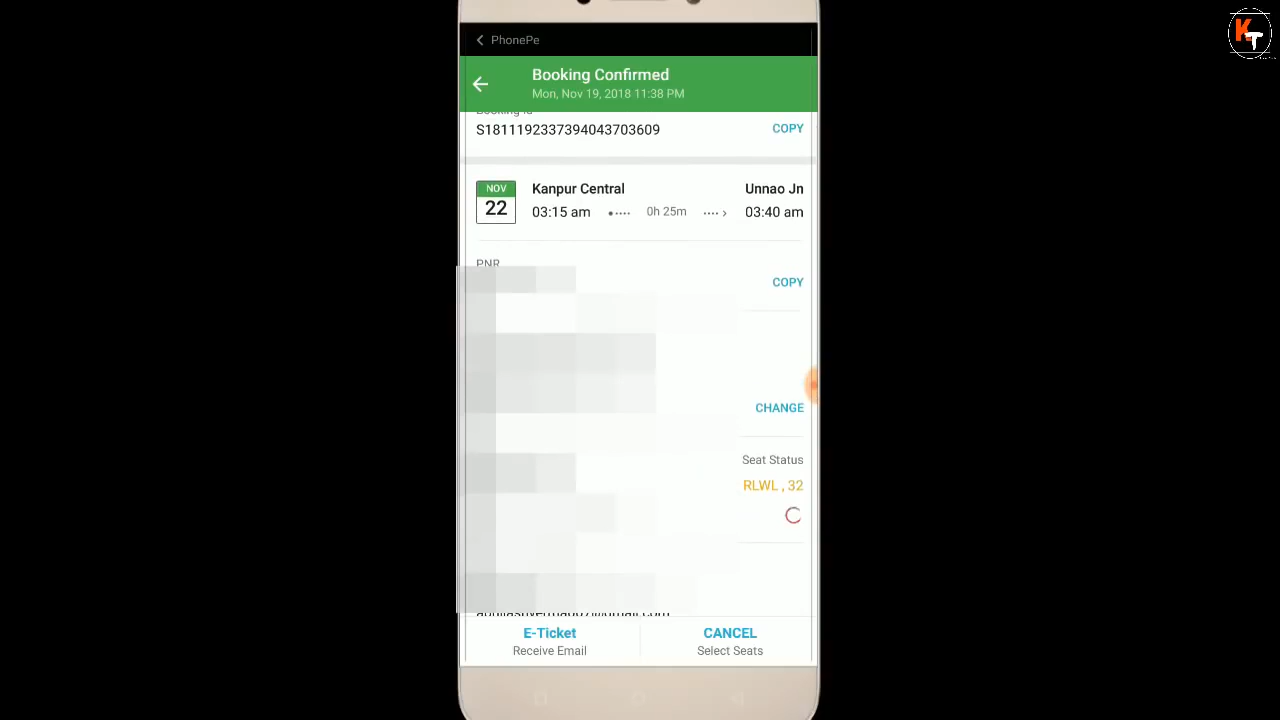 KT
PhonePe
Booking Confirmed
Mon, Nov 19, 2018 11:38 PM
Booking Id
S1811192337394043703609
COPY
NOV
22
Kanpur Central
Unnao Jn
03:15 am
0h 25m
03:40 am
PNR
COPY
CHANGE
Seat Status
RLWL , 32
E-Ticket
CANCEL
Receive Email
Select Seats